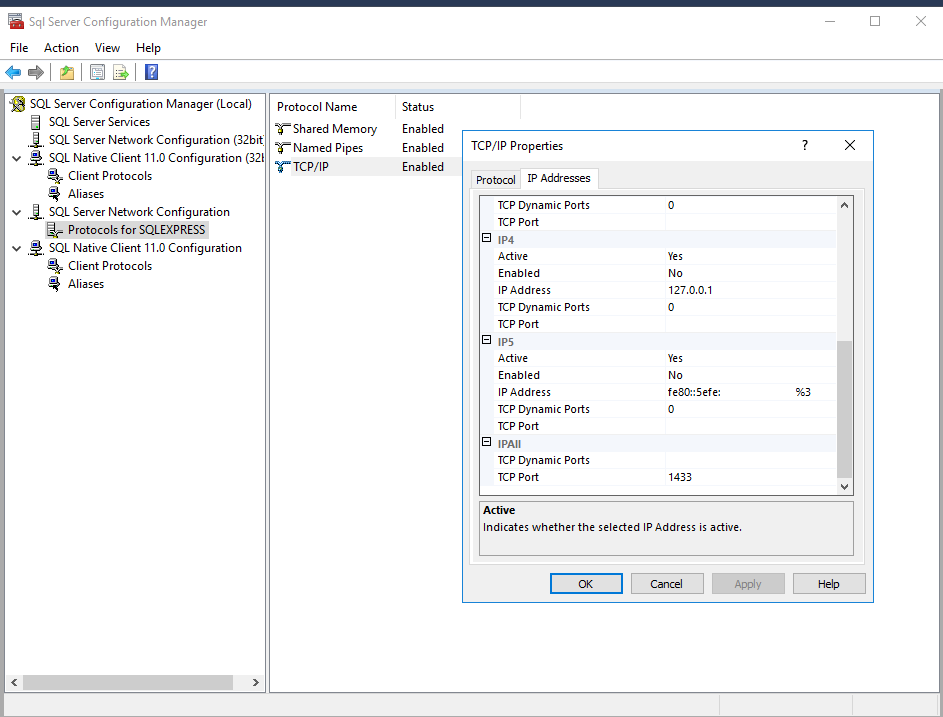 Sql Server Configuration Manager
File Action View Help
SQL Server Configuration Manager (Local)
SQL Server Services
SQL Server Network Configuration (32bit
SQL Native Client 11.0 Configuration (32
Client Protocols
Aliases
SQL Server Network Configuration
Protocols for SQLEXPRESS
SQL Native Client 11.0 Configuration
Client Protocols
Aliases
Protocol Name Status
Shared Memory Enabled
Named Pipes Enabled
TCP/IP Enabled
TCP/IP Properties
Protocol IP Addresses
TCP Dynamic Ports 0
TCP Port
IP4
Active Yes
Enabled No
IP Address 127.0.0.1
TCP Dynamic Ports 0
TCP Port
IP5
Active Yes
Enabled No
IP Address fe80::5efe: %3
TCP Dynamic Ports 0
TCP Port
IPAll
TCP Dynamic Ports
TCP Port 1433
Active
Indicates whether the selected IP Address is active.
OK Cancel Apply Help